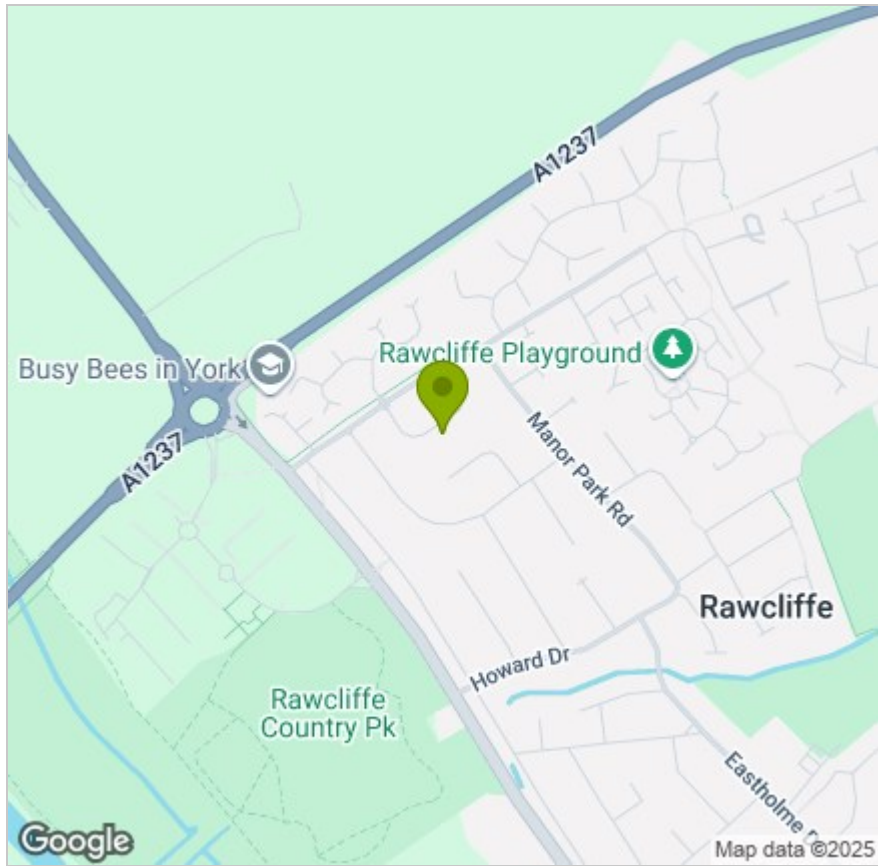 A1237
Busy Bees in York
Rawcliffe Playground
A1237
Manor Park Rd
Rawcliffe
Howard Dr
Rawcliffe
Country Pk
Eastholme
Google
Map data ©2025